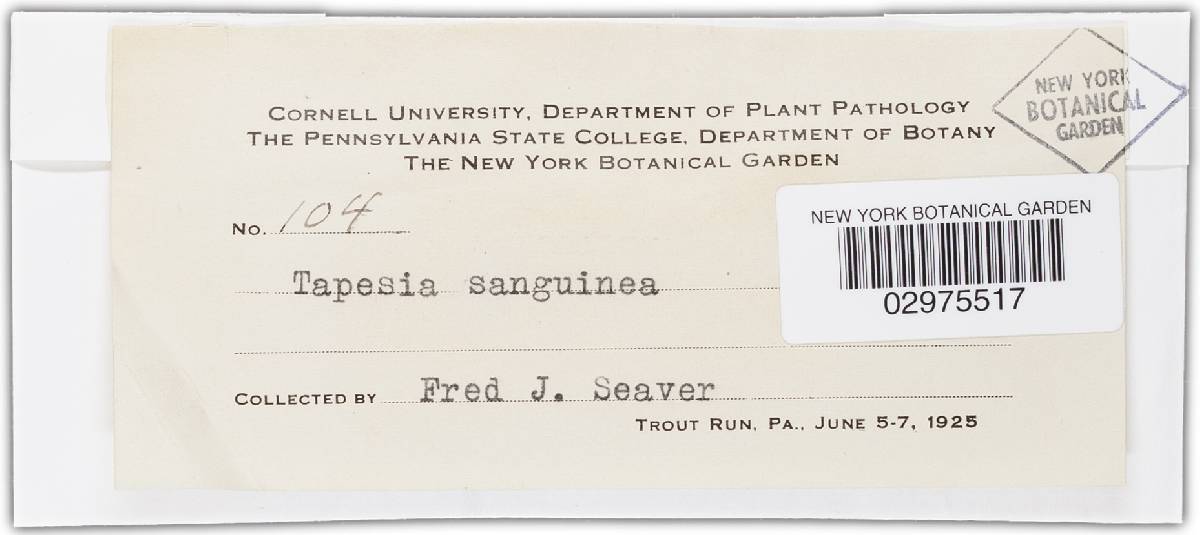 CORNELL UNIVERSITY, DEPARTMENT OF PLANT PATHOLOGY
THE PENNSYLVANIA STATE COLLEGE, DEPARTMENT OF BOTANY
THE NEW YORK BOTANICAL GARDEN
NEW YORK
BOTANICAL
GARDEN
No. 104
NEW YORK BOTANICAL GARDEN
02975517
Tapesia sanguinea
COLLECTED BY Fred J. Seaver
TROUT RUN, PA., JUNE 5-7, 1925